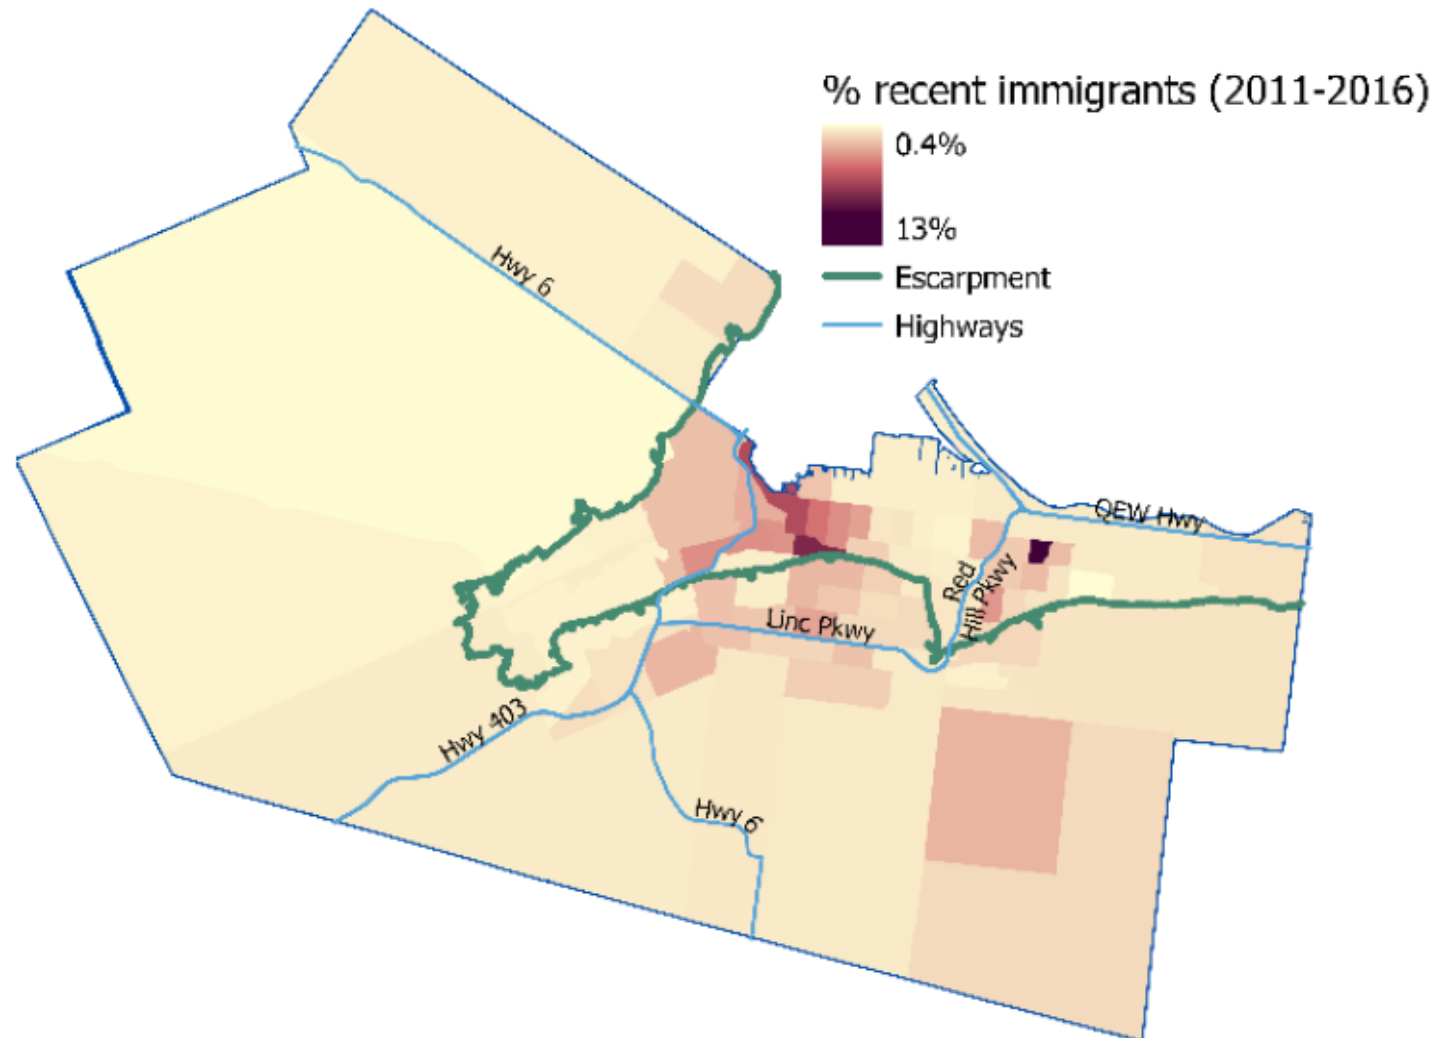 % recent immigrants (2011-2016)
0.4%
13%
Escarpment
Highways
Hwy 6
QEW Hwy
Red
Hill Pkwy
Linc Pkwy
Hwy 403
Hwy 6